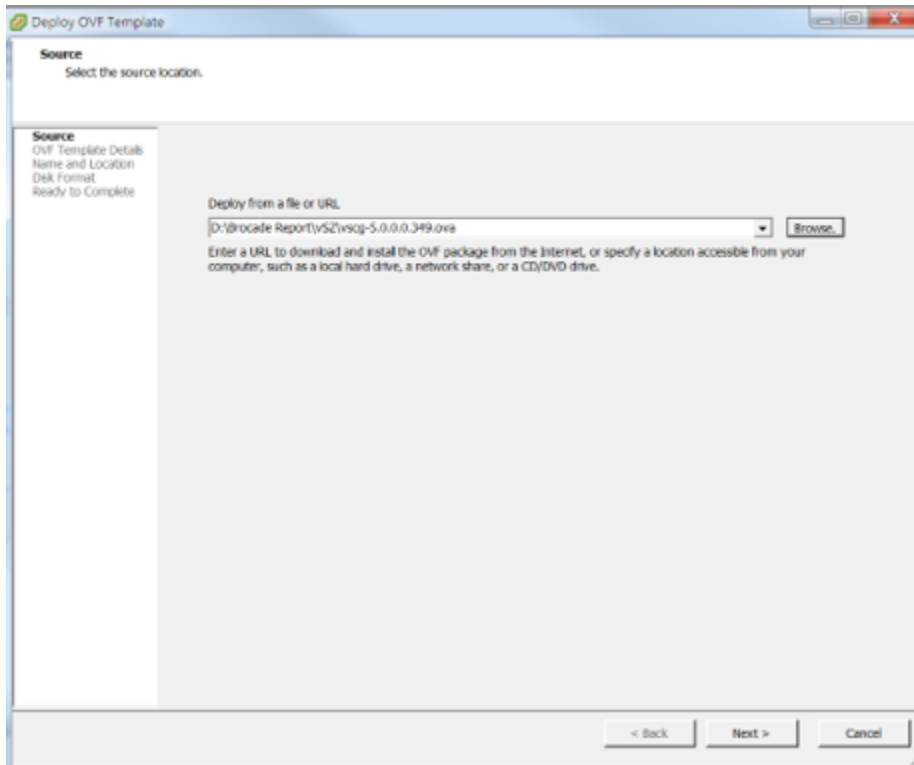 Deploy OVF Template
Source
Select the source location.
Source
OVF Template Details
Name and Location
Disk Format
Ready to Complete
Deploy from a file or URL
D:\Brocade Report\vSZ\vscg-5.0.0.0.349.ova
Browse.
Enter a URL to download and install the OVF package from the Internet, or specify a location accessible from your
computer, such as a local hard drive, a network share, or a CD/DVD drive.
< Back
Next >
Cancel